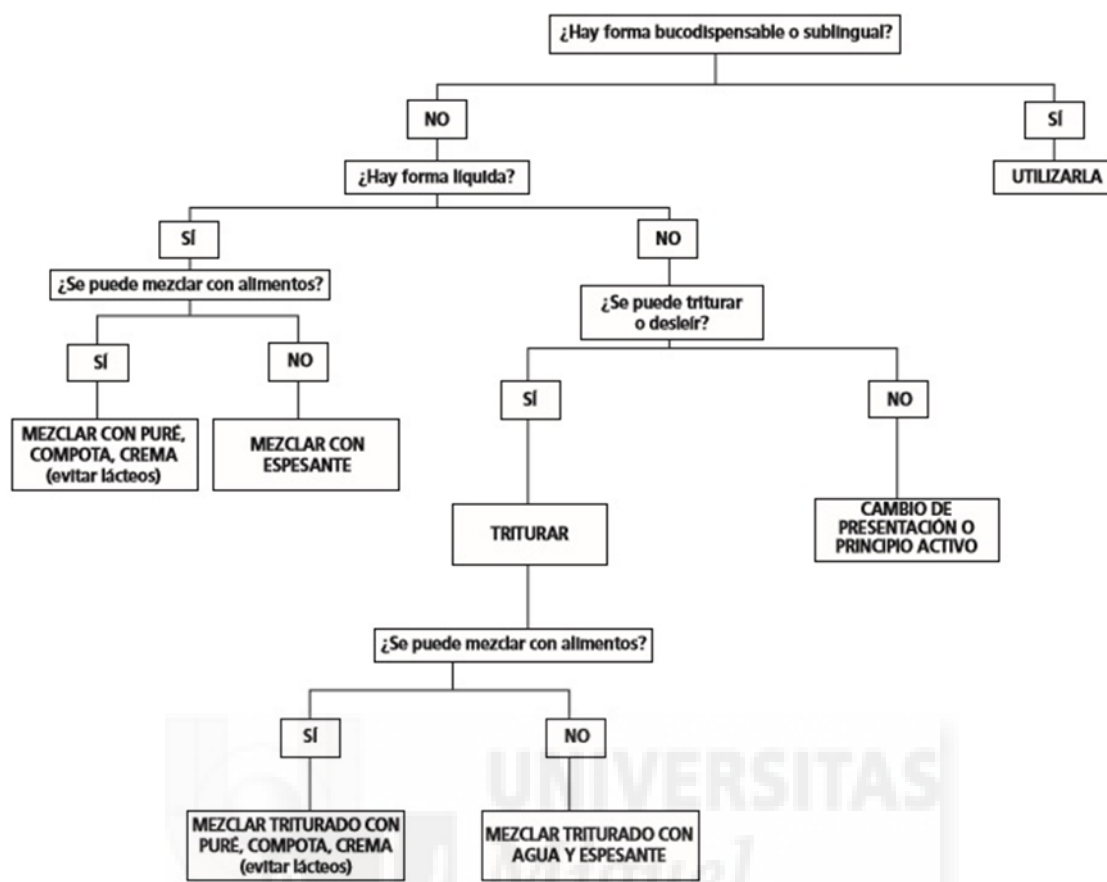 ¿Hay forma bucodispensable o sublingual?
NO
SÍ
¿Hay forma líquida?
UTILIZARLA
SÍ
NO
¿Se puede mezclar con alimentos?
¿Se puede triturar
o desleír?
SÍ
NO
SÍ
NO
MEZCLAR CON PURÉ,
COMPOTA, CREMA
(evitar lácteos)
MEZCLAR CON
ESPESANTE
TRITURAR
CAMBIO DE
PRESENTACIÓN O
PRINCIPIO ACTIVO
¿Se puede mezclar con alimentos?
SÍ
NO
UNIVERSITAS
Miguel
MEZCLAR TRITURADO CON
PURÉ, COMPOTA, CREMA
(evitar lácteos)
MEZCLAR TRITURADO CON
AGUA Y ESPESANTE